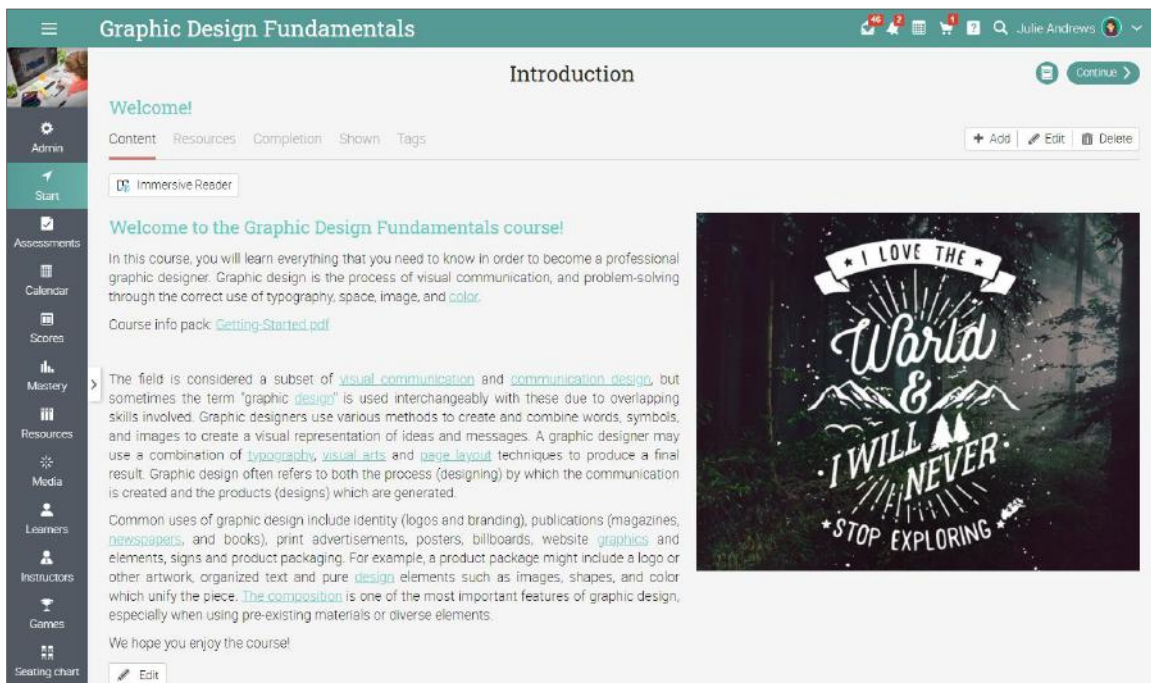 Graphic Design Fundamentals
46
2
1
?
Julie Andrews
Introduction
Continue
Welcome!
Content Resources Completion Shown Tags
+ Add Edit Delete
Immersive Reader
Admin
Start
Assessments
Calendar
Scores
Mastery
Resources
Media
Learners
Instructors
Games
Seating chart
Welcome to the Graphic Design Fundamentals course!
In this course, you will learn everything that you need to know in order to become a professional
graphic designer. Graphic design is the process of visual communication, and problem-solving
through the correct use of typography, space, image, and color.
Course info pack: Getting-Started.pdf
The field is considered a subset of visual communication and communication design, but
sometimes the term "graphic design" is used interchangeably with these due to overlapping
skills involved. Graphic designers use various methods to create and combine words, symbols,
and images to create a visual representation of ideas and messages. A graphic designer may
use a combination of typography, visual arts and page layout techniques to produce a final
result. Graphic design often refers to both the process (designing) by which the communication
is created and the products (designs) which are generated.
Common uses of graphic design include identity (logos and branding), publications (magazines,
newspapers, and books), print advertisements, posters, billboards, website graphics and
elements, signs and product packaging. For example, a product package might include a logo or
other artwork, organized text and pure design elements such as images, shapes, and color
which unify the piece. The composition is one of the most important features of graphic design,
especially when using pre-existing materials or diverse elements.
We hope you enjoy the course!
Edit
I LOVE THE
World
&
I WILL
NEVER
STOP EXPLORING